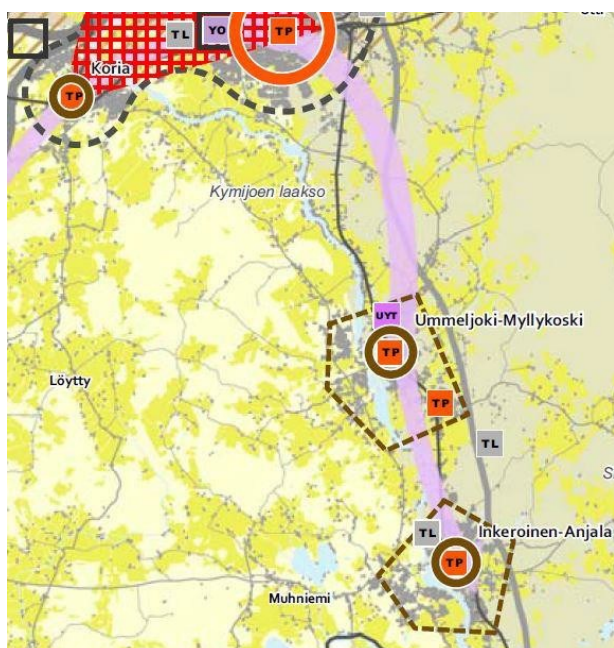 TL
YO
TP
Koria
TP
Kymijoen laakso
UYT
Ummeljoki-Myllykoski
TP
Löytty
TP
TL
TL
Inkeroinen-Anjala
TP
Muhniemi